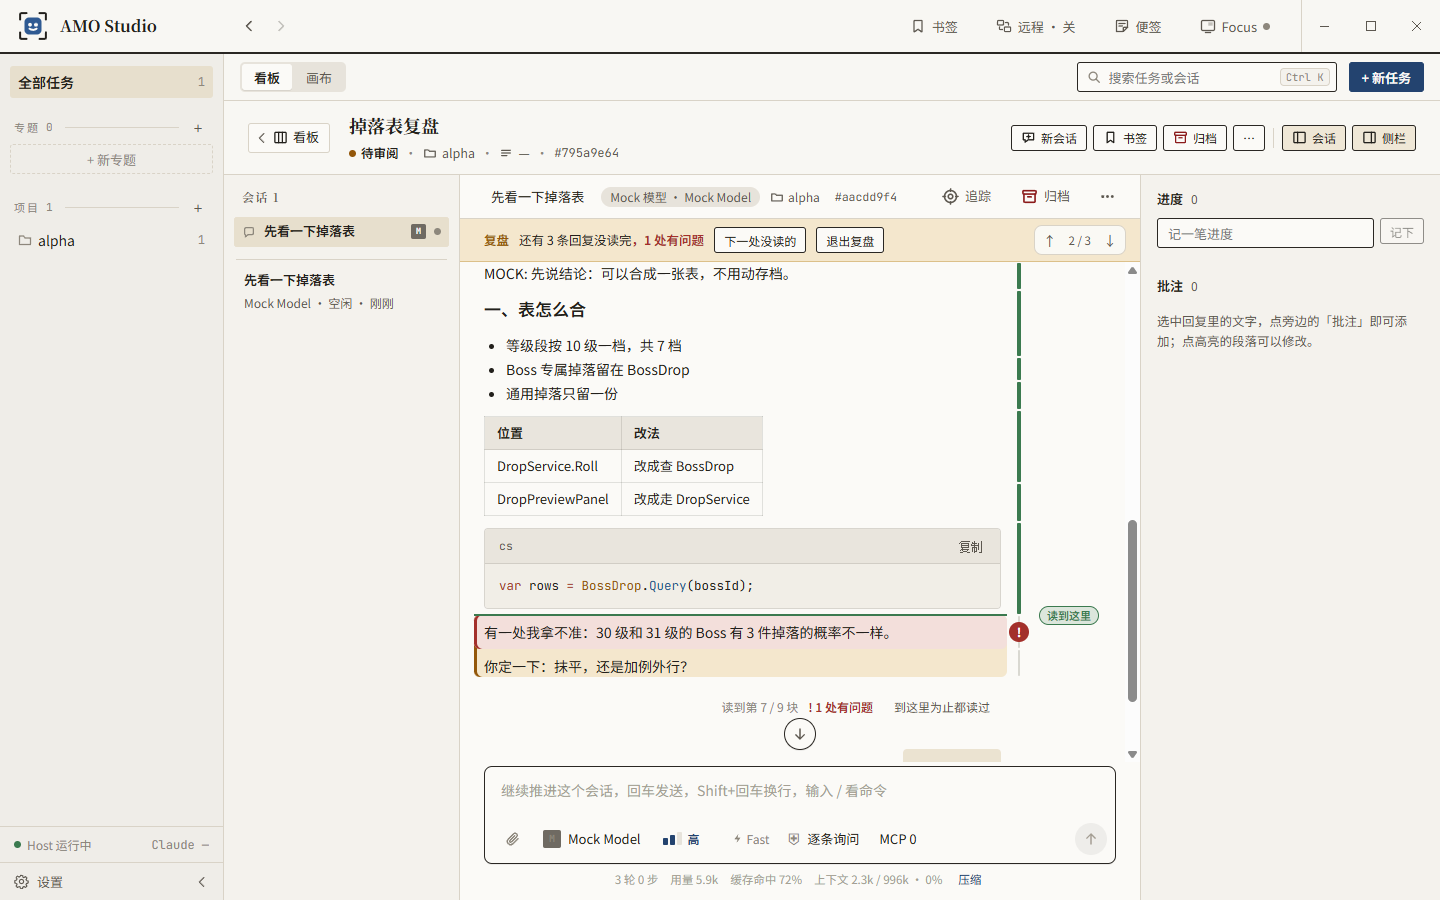 AMO Studio
书签
远程 • 关
便签
Focus
全部任务 1
看板
画布
搜索任务或会话
Ctrl K
+ 新任务
专题 0
+
+ 新专题
项目 1
+
alpha 1
看板
掉落表复盘
待审阅 • alpha • — • #795a9e64
新会话
书签
归档
···
会话
侧栏
会话 1
先看一下掉落表 M
先看一下掉落表
Mock Model • 空闲 • 刚刚
先看一下掉落表
Mock 模型 • Mock Model
alpha
#aacdd9f4
追踪
归档
复盘 还有 3 条回复没读完，1 处有问题
下一处没读的
退出复盘
↑ 2 / 3 ↓
MOCK: 先说结论：可以合成一张表，不用动存档。
一、表怎么合
• 等级段按 10 级一档，共 7 档
• Boss 专属掉落留在 BossDrop
• 通用掉落只留一份
位置 改法
DropService.Roll 改成查 BossDrop
DropPreviewPanel 改成走 DropService
cs 复制
var rows = BossDrop.Query(bossId);
读到这里
有一处我拿不准：30 级和 31 级的 Boss 有 3 件掉落的概率不一样。
!
你定一下：抹平，还是加例外行？
读到第 7 / 9 块 ! 1 处有问题 到这里为止都读过
继续推进这个会话，回车发送，Shift+回车换行，输入 / 看命令
Mock Model
高
Fast
逐条询问
MCP 0
3 轮 0 步 用量 5.9k 缓存命中 72% 上下文 2.3k / 996k • 0% 压缩
进度 0
记一笔进度
记下
批注 0
选中回复里的文字，点旁边的「批注」即可添
加；点高亮的段落可以修改。
Host 运行中 Claude —
设置